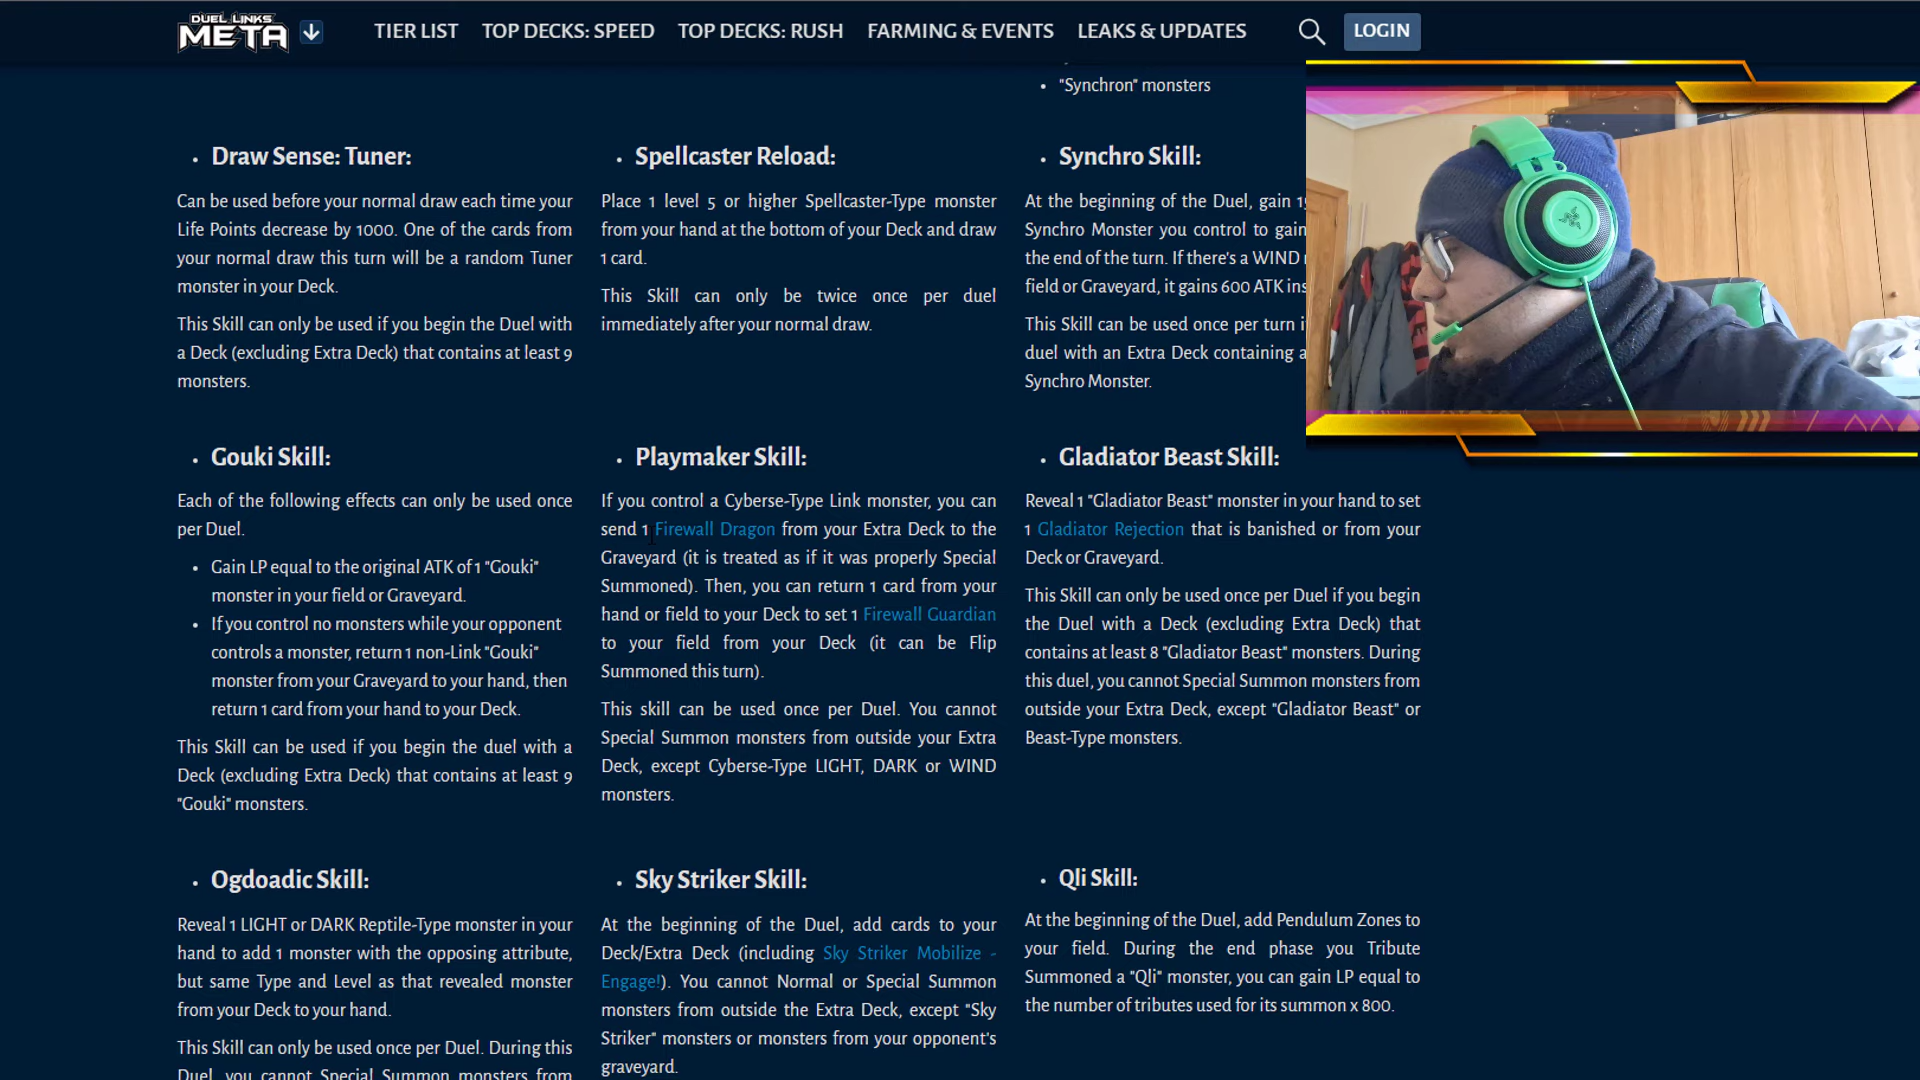 DUEL LINKS
META
TIER LIST
TOP DECKS: SPEED
TOP DECKS: RUSH
FARMING & EVENTS
LEAKS & UPDATES
LOGIN
• "Synchron" monsters
• Draw Sense: Tuner:
Can be used before your normal draw each time your
Life Points decrease by 1000. One of the cards from
your normal draw this turn will be a random Tuner
monster in your Deck.
This Skill can only be used if you begin the Duel with
a Deck (excluding Extra Deck) that contains at least 9
monsters.
• Spellcaster Reload:
Place 1 level 5 or higher Spellcaster-Type monster
from your hand at the bottom of your Deck and draw
1 card.
This Skill can only be twice once per duel
immediately after your normal draw.
• Synchro Skill:
At the beginning of the Duel, gain
Synchro Monster you control to gain
the end of the turn. If there's a WIND
field or Graveyard, it gains 600 ATK
This Skill can be used once per turn
duel with an Extra Deck containing
Synchro Monster.
• Gouki Skill:
Each of the following effects can only be used once
per Duel.
• Gain LP equal to the original ATK of 1 "Gouki"
monster in your field or Graveyard.
• If you control no monsters while your opponent
controls a monster, return 1 non-Link "Gouki"
monster from your Graveyard to your hand, then
return 1 card from your hand to your Deck.
This Skill can be used if you begin the duel with a
Deck (excluding Extra Deck) that contains at least 9
"Gouki" monsters.
• Playmaker Skill:
If you control a Cyberse-Type Link monster, you can
send 1 Firewall Dragon from your Extra Deck to the
Graveyard (it is treated as if it was properly Special
Summoned). Then, you can return 1 card from your
hand or field to your Deck to set 1 Firewall Guardian
to your field from your Deck (it can be Flip
Summoned this turn).
This skill can be used once per Duel. You cannot
Special Summon monsters from outside your Extra
Deck, except Cyberse-Type LIGHT, DARK or WIND
monsters.
• Gladiator Beast Skill:
Reveal 1 "Gladiator Beast" monster in your hand to set
1 Gladiator Rejection that is banished or from your
Deck or Graveyard.
This Skill can only be used once per Duel if you begin
the Duel with a Deck (excluding Extra Deck) that
contains at least 8 "Gladiator Beast" monsters. During
this duel, you cannot Special Summon monsters from
outside your Extra Deck, except "Gladiator Beast" or
Beast-Type monsters.
• Ogdoadic Skill:
Reveal 1 LIGHT or DARK Reptile-Type monster in your
hand to add 1 monster with the opposing attribute,
but same Type and Level as that revealed monster
from your Deck to your hand.
This Skill can only be used once per Duel. During this
Duel, you cannot Special Summon monsters from
• Sky Striker Skill:
At the beginning of the Duel, add cards to your
Deck/Extra Deck (including Sky Striker Mobilize -
Engage!). You cannot Normal or Special Summon
monsters from outside the Extra Deck, except "Sky
Striker" monsters or monsters from your opponent's
graveyard.
• Qli Skill:
At the beginning of the Duel, add Pendulum Zones to
your field. During the end phase you Tribute
Summoned a "Qli" monster, you can gain LP equal to
the number of tributes used for its summon x 800.